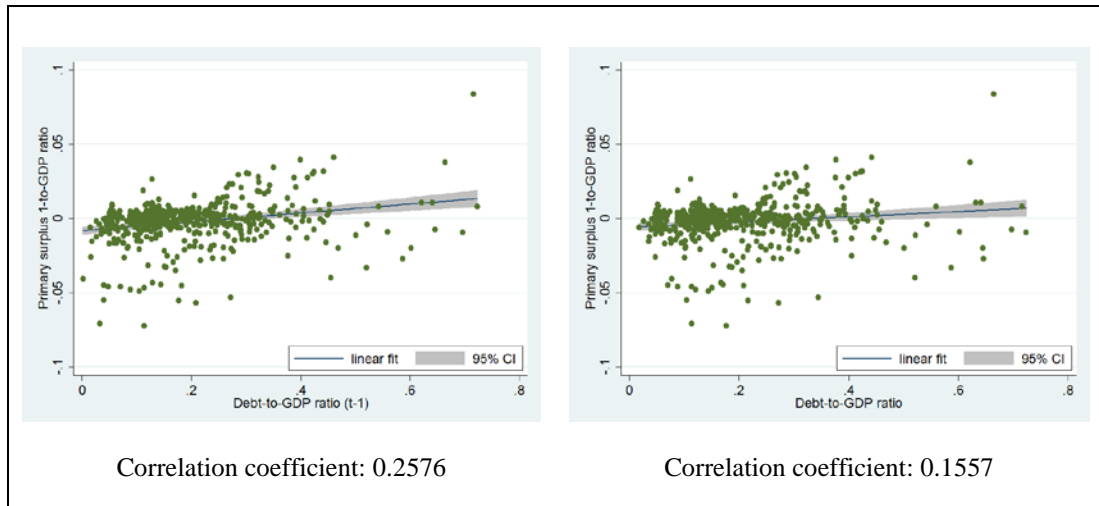 .1
.05
0
-.05
-.1
Primary surplus 1-to-GDP ratio
linear fit
95% CI
0
.2
.4
.6
.8
Debt-to-GDP ratio (t-1)
Correlation coefficient: 0.2576
.1
.05
0
-.05
-.1
Primary surplus 1-to-GDP ratio
linear fit
95% CI
0
.2
.4
.6
.8
Debt-to-GDP ratio
Correlation coefficient: 0.1557